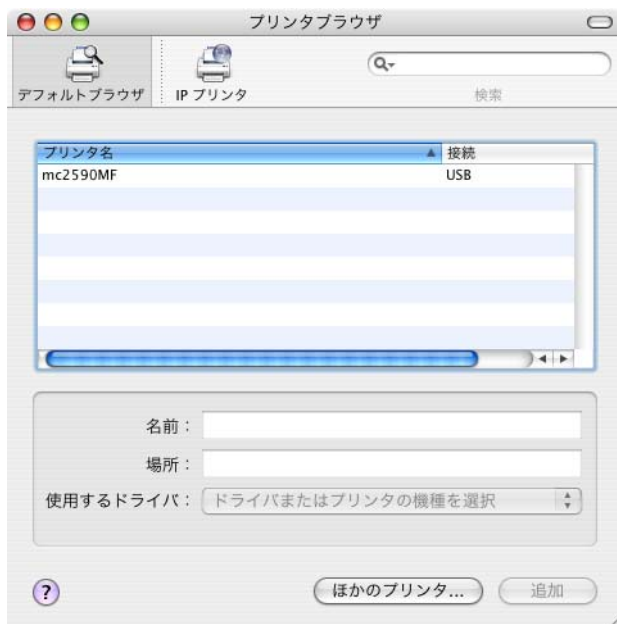 プリンタブラウザ
デフォルトブラウザ
IP プリンタ
検索
プリンタ名 接続
mc2590MF USB
名前：
場所：
使用するドライバ： ドライバまたはプリンタの機種を選択
? ほかのプリンタ... 追加